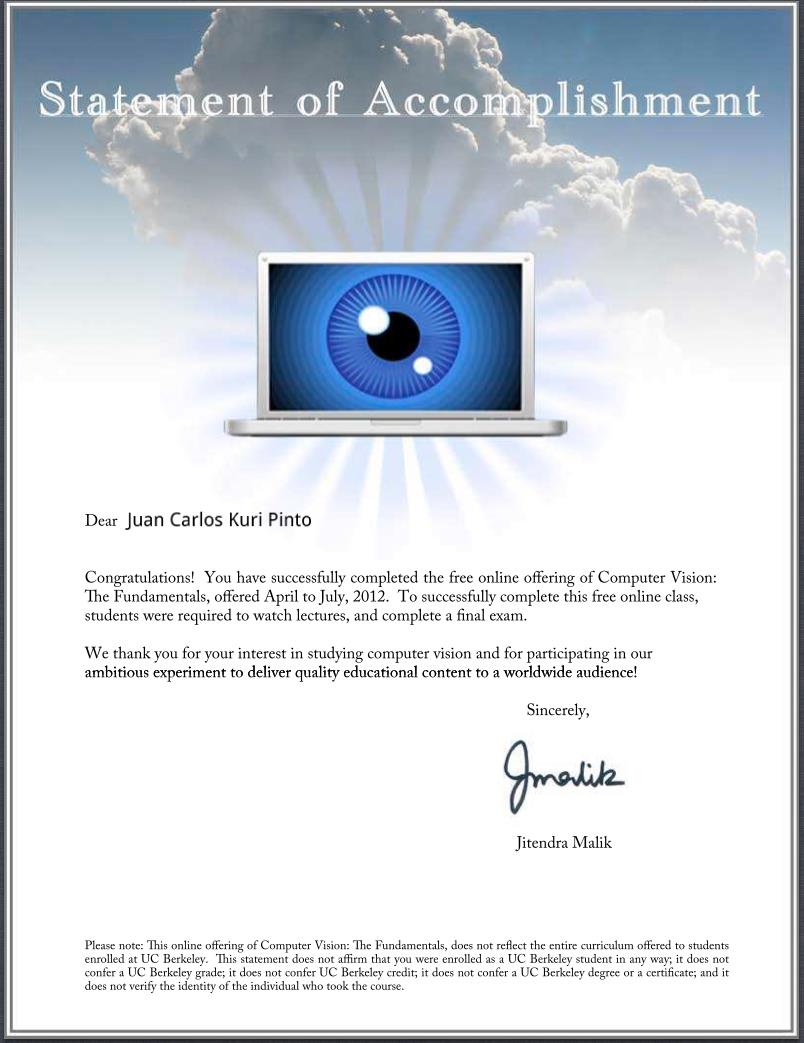 Statement of Accomplishment
Dear Juan Carlos Kuri Pinto
Congratulations! You have successfully completed the free online offering of Computer Vision:
The Fundamentals, offered April to July, 2012. To successfully complete this free online class,
students were required to watch lectures, and complete a final exam.
We thank you for your interest in studying computer vision and for participating in our
ambitious experiment to deliver quality educational content to a worldwide audience!
Sincerely,
Jmalik
Jitendra Malik
Please note: This online offering of Computer Vision: The Fundamentals, does not reflect the entire curriculum offered to students
enrolled at UC Berkeley. This statement does not affirm that you were enrolled as a UC Berkeley student in any way; it does not
confer a UC Berkeley grade; it does not confer UC Berkeley credit; it does not confer a UC Berkeley degree or a certificate; and it
does not verify the identity of the individual who took the course.